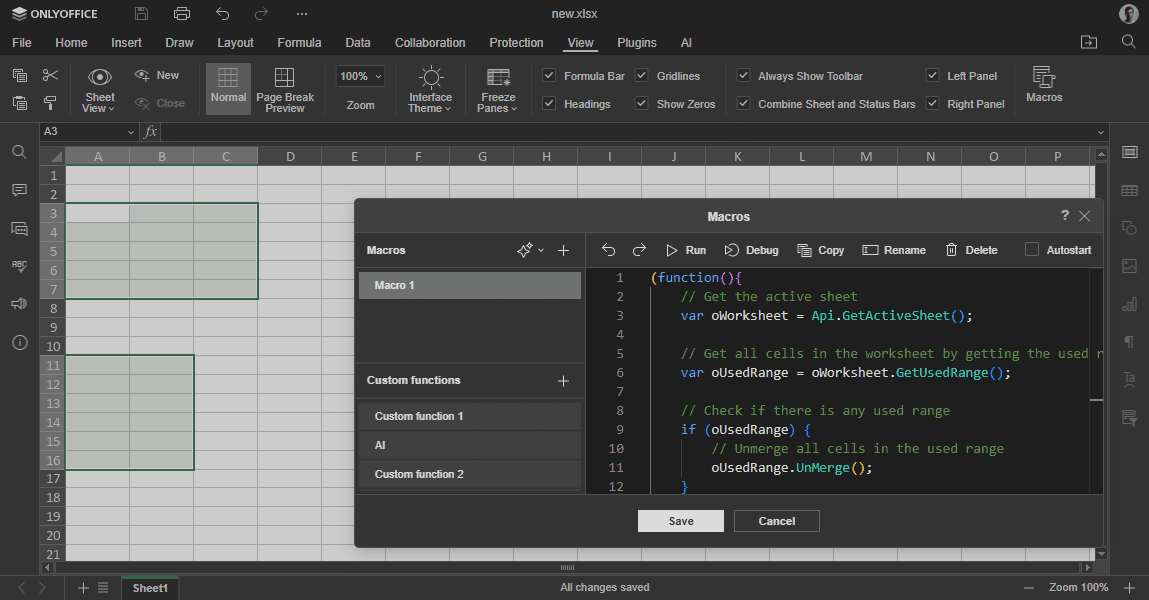 ONLYOFFICE
new.xlsx
File Home Insert Draw Layout Formula Data Collaboration Protection View Plugins AI
Sheet View
New
Close
Normal
Page Break Preview
100%
Zoom
Interface Theme
Freeze Panes
Formula Bar
Headings
Gridlines
Show Zeros
Always Show Toolbar
Combine Sheet and Status Bars
Left Panel
Right Panel
Macros
A3
fx
A B C D E F G H I J K L M N O P
1
2
3
4
5
6
7
8
9
10
11
12
13
14
15
16
17
18
19
20
21
Macros
?
Macros
Run Debug Copy Rename Delete Autostart
Macro 1
Custom functions
Custom function 1
AI
Custom function 2
1 (function(){
2 // Get the active sheet
3 var oWorksheet = Api.GetActiveSheet();
4
5 // Get all cells in the worksheet by getting the used r
6 var oUsedRange = oWorksheet.GetUsedRange();
7
8 // Check if there is any used range
9 if (oUsedRange) {
10 // Unmerge all cells in the used range
11 oUsedRange.UnMerge();
12 }
Save Cancel
Sheet1
All changes saved
Zoom 100%
ABC
Ta